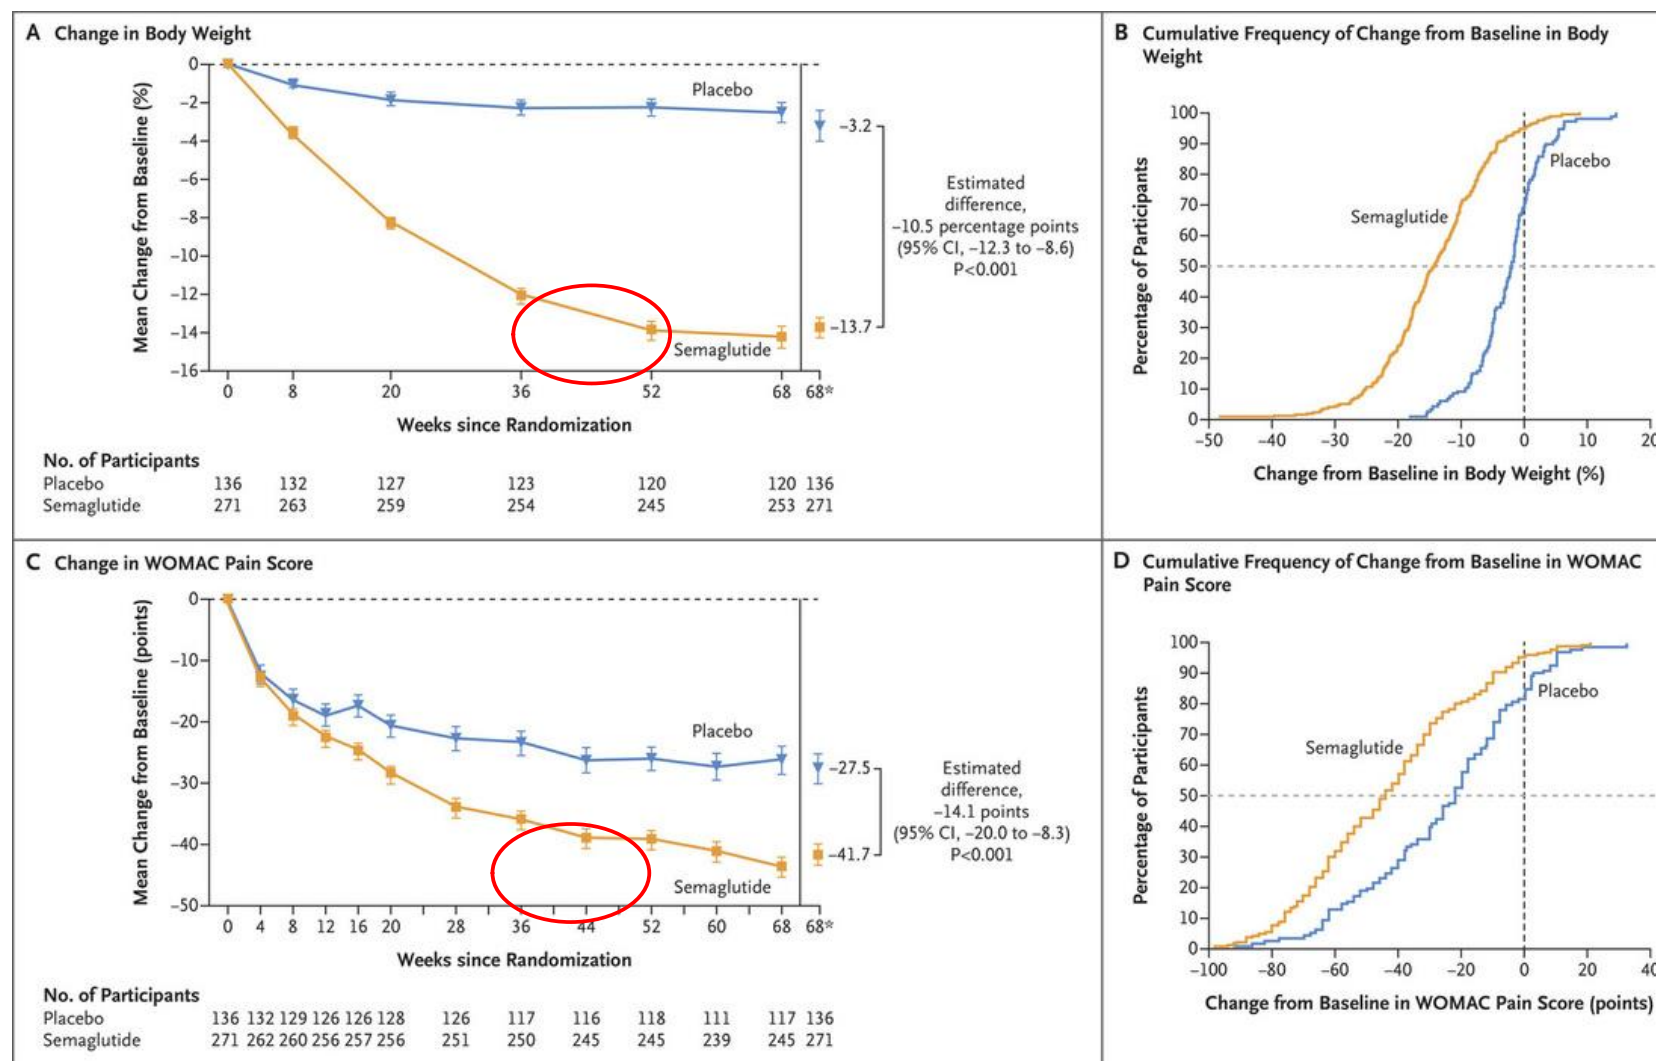 A Change in Body Weight
Mean Change from Baseline (%)
0
−2
−4
−6
−8
−10
−12
−14
−16
Placebo
Semaglutide
−3.2
−13.7
Estimated
difference,
−10.5 percentage points
(95% CI, −12.3 to −8.6)
P<0.001
0 8 20 36 52 68 68*
Weeks since Randomization
No. of Participants
Placebo 136 132 127 123 120 120 136
Semaglutide 271 263 259 254 245 253 271
B Cumulative Frequency of Change from Baseline in Body
Weight
Percentage of Participants
100
90
80
70
60
50
40
30
20
10
0
Semaglutide
Placebo
−50 −40 −30 −20 −10 0 10 20
Change from Baseline in Body Weight (%)
C Change in WOMAC Pain Score
Mean Change from Baseline (points)
0
−10
−20
−30
−40
−50
Placebo
Semaglutide
−27.5
−41.7
Estimated
difference,
−14.1 points
(95% CI, −20.0 to −8.3)
P<0.001
0 4 8 12 16 20 28 36 44 52 60 68 68*
Weeks since Randomization
No. of Participants
Placebo 136 132 129 126 126 128 126 117 116 118 111 117 136
Semaglutide 271 262 260 256 257 256 251 250 245 245 239 245 271
D Cumulative Frequency of Change from Baseline in WOMAC
Pain Score
Percentage of Participants
100
90
80
70
60
50
40
30
20
10
0
Semaglutide
Placebo
−100 −80 −60 −40 −20 0 20 40
Change from Baseline in WOMAC Pain Score (points)